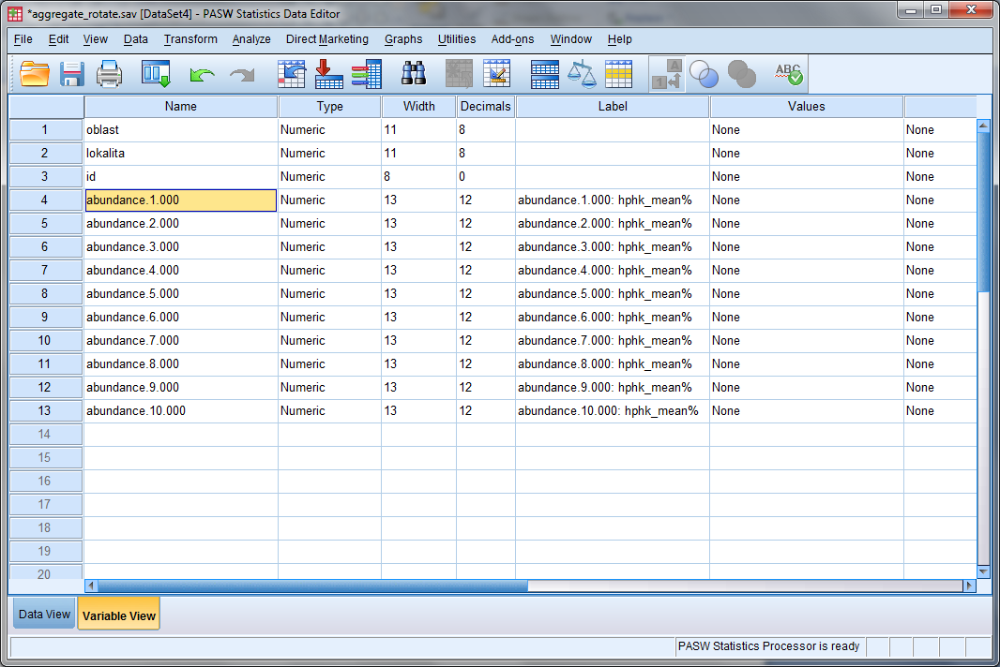 *aggregate_rotate.sav [DataSet4] - PASW Statistics Data Editor
File Edit View Data Transform Analyze Direct Marketing Graphs Utilities Add-ons Window Help
A
1
ABC
Name Type Width Decimals Label Values
1 oblast Numeric 11 8 None None
2 lokalita Numeric 11 8 None None
3 id Numeric 8 0 None None
4 abundance.1.000 Numeric 13 12 abundance.1.000: hphk_mean% None None
5 abundance.2.000 Numeric 13 12 abundance.2.000: hphk_mean% None None
6 abundance.3.000 Numeric 13 12 abundance.3.000: hphk_mean% None None
7 abundance.4.000 Numeric 13 12 abundance.4.000: hphk_mean% None None
8 abundance.5.000 Numeric 13 12 abundance.5.000: hphk_mean% None None
9 abundance.6.000 Numeric 13 12 abundance.6.000: hphk_mean% None None
10 abundance.7.000 Numeric 13 12 abundance.7.000: hphk_mean% None None
11 abundance.8.000 Numeric 13 12 abundance.8.000: hphk_mean% None None
12 abundance.9.000 Numeric 13 12 abundance.9.000: hphk_mean% None None
13 abundance.10.000 Numeric 13 12 abundance.10.000: hphk_mean% None None
14
15
16
17
18
19
20
Data View Variable View
PASW Statistics Processor is ready